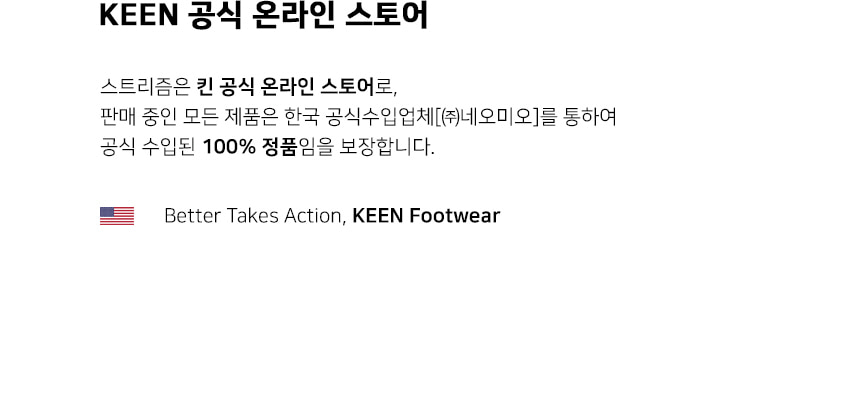 KEEN 공식 온라인 스토어
스트리즘은 킨 공식 온라인 스토어로,
판매 중인 모든 제품은 한국 공식수입업체[㈜네오미오]를 통하여
공식 수입된 100% 정품임을 보장합니다.
Better Takes Action, KEEN Footwear